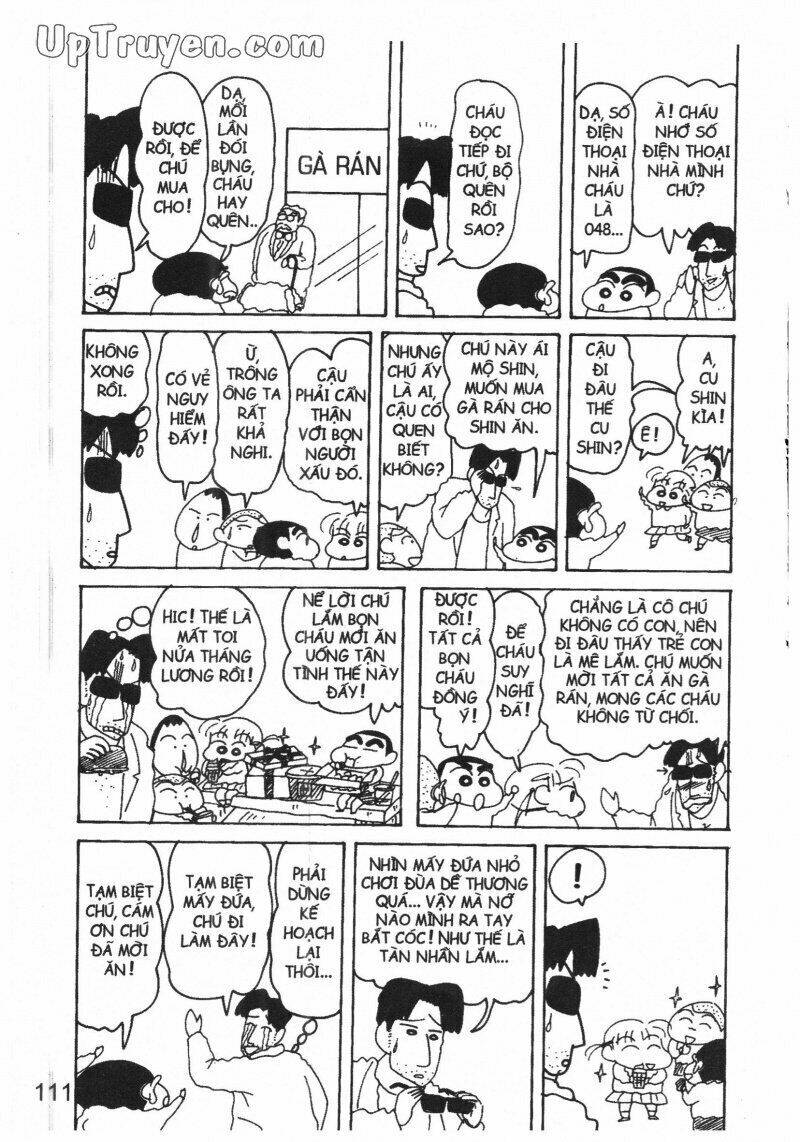 UpTruyen.com
À! CHÁU
NHỚ SỐ
ĐIỆN THOẠI
NHÀ MÌNH
CHỨ?
DẠ, SỐ
ĐIỆN
THOẠI
NHÀ
CHÁU
LÀ
048...
CHÁU
ĐỌC
TIẾP ĐI
CHỨ, BỘ
QUÊN
RỒI
SAO?
GÀ RÁN
DẠ,
MỖI
LẦN
ĐÓI
BỤNG,
CHÁU
HAY
QUÊN..
ĐƯỢC
RỒI, ĐỂ
CHÚ
MUA
CHO!
A,
CU
SHIN
KÌA!
Ê!
CẬU
ĐI
ĐÂU
THẾ
CU
SHIN?
CHÚ NÀY ÁI
MỘ SHIN,
MUỐN MUA
GÀ RÁN CHO
SHIN ĂN.
NHƯNG
CHÚ ẤY
LÀ AI,
CẬU CÓ
QUEN
BIẾT
KHÔNG?
CẬU
PHẢI CẨN
THẬN
VỚI BỌN
NGƯỜI
XẤU ĐÓ.
Ừ,
TRÔNG
ÔNG TA
RẤT
KHẢ
NGHI.
CÓ VẺ
NGUY
HIỂM
ĐẤY!
KHÔNG
XONG
RỒI.
CHẲNG LÀ CÔ CHÚ
KHÔNG CÓ CON, NÊN
ĐI ĐÂU THẤY TRẺ CON
LÀ MÊ LẮM. CHÚ MUỐN
MỜI TẤT CẢ ĂN GÀ
RÁN, MONG CÁC CHÁU
KHÔNG TỪ CHỐI.
ĐỂ
CHÁU
SUY
NGHĨ
ĐÃ!
ĐƯỢC
RỒI!
TẤT CẢ
BỌN
CHÁU
ĐỒNG
Ý!
NỂ LỜI CHÚ
LẮM BỌN
CHÁU MỚI ĂN
UỐNG TẬN
TÌNH THẾ NÀY
ĐẤY!
HIC! THẾ LÀ
MẤT TOI
NỬA THÁNG
LƯƠNG RỒI!
!
NHÌN MẤY ĐỨA NHỎ
CHƠI ĐÙA DỄ THƯƠNG
QUÁ... VẬY MÀ NỠ
NÀO MÌNH RA TAY
BẮT CÓC! NHƯ THẾ LÀ
TÀN NHẪN LẮM...
PHẢI
DỪNG
KẾ
HOẠCH
LẠI
THÔI...
TẠM BIỆT
MẤY ĐỨA,
CHÚ ĐI
LÀM ĐÂY!
TẠM BIỆT
CHÚ, CÁM
ƠN CHÚ
ĐÃ MỜI
ĂN!
111